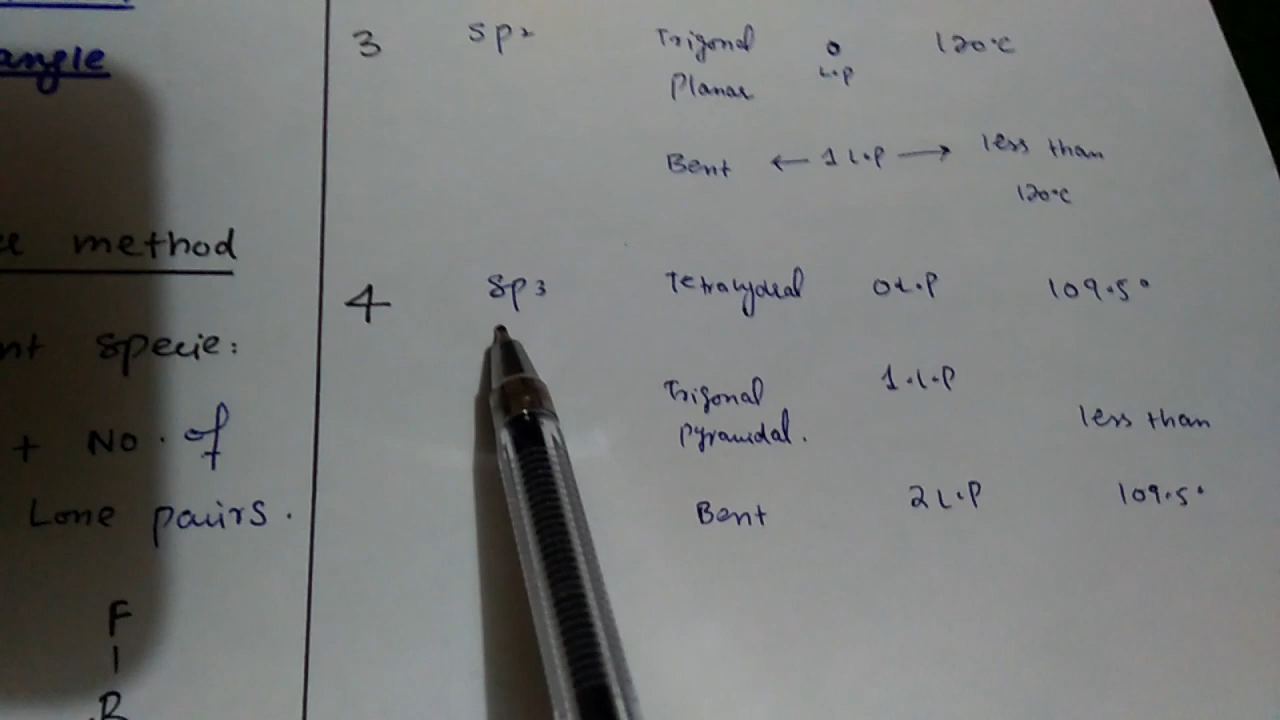 angle
method
specie:
+ No. of
Lone pairs.
F
B
3 sp2 Trigonal 0 120°C
Planar L.P
Bent ← 1 L.P → less than
120°C
4 sp3 0 L.P 109.5°
Trigonal 1.L.P
less than
pyramidal.
Bent 2 L.P 109.5°